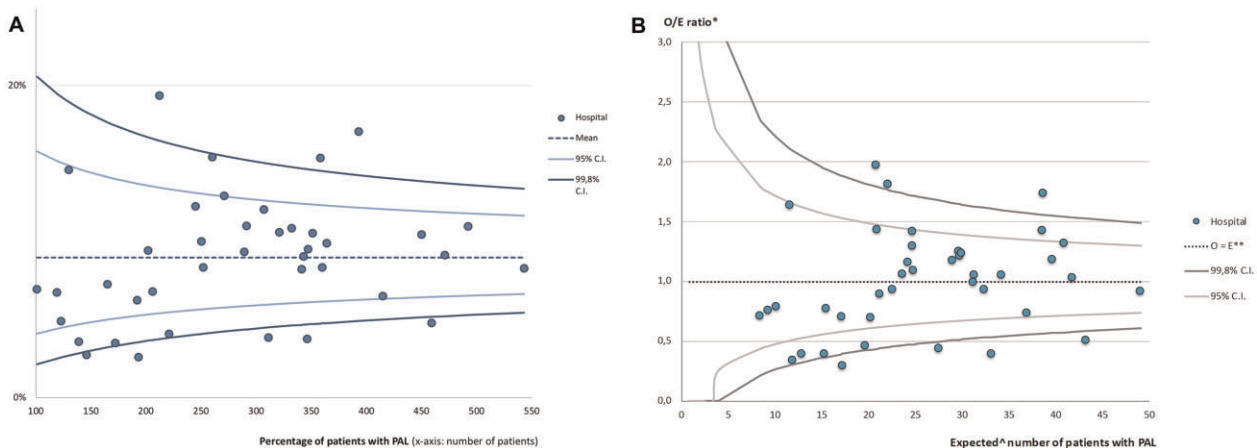 A
20%
0%
100
150
200
250
300
350
400
450
500
550
Percentage of patients with PAL (x-axis: number of patients)
Hospital
Mean
95% C.I.
99,8%
C.I.
B
O/E ratio*
3,0
2,5
2,0
1,5
1,0
0,5
0,0
0
5
10
15
20
25
30
35
40
45
50
Expected^ number of patients with PAL
Hospital
O = E**
99,8% C.I.
95% C.I.